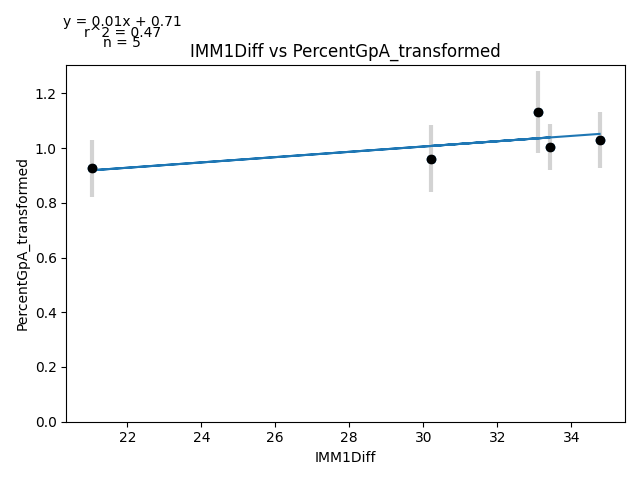 y = 0.01x + 0.71
r^2 = 0.47
n = 5
IMM1Diff vs PercentGpA_transformed
PercentGpA_transformed
1.2
1.0
0.8
0.6
0.4
0.2
0.0
22 24 26 28 30 32 34
IMM1Diff